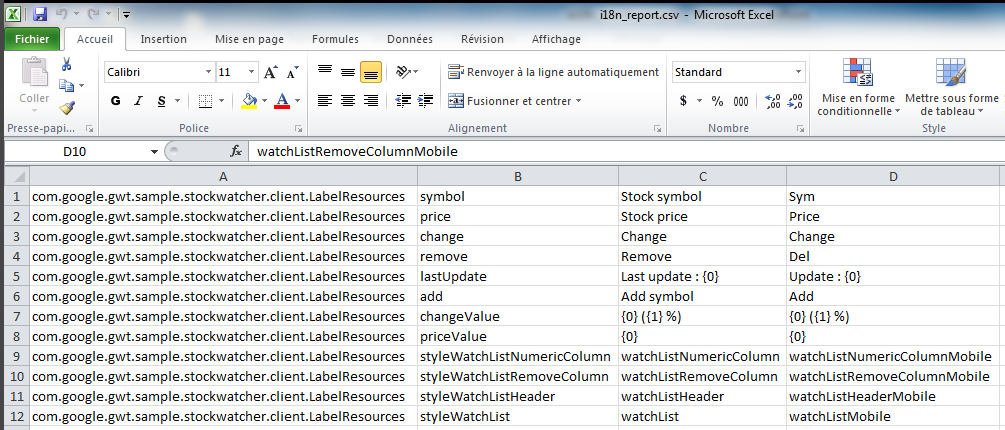 i18n_report.csv - Microsoft Excel
Fichier Accueil Insertion Mise en page Formules Données Révision Affichage
Coller
Calibri 11 A A Renvoyer à la ligne automatiquement Standard
G I S A Fusionner et centrer $ % 000 Mise en forme conditionnelle Mettre sous forme de tableau
Presse-papi... Police Alignement Nombre Style
D10 fx watchListRemoveColumnMobile
A B C D
1 com.google.gwt.sample.stockwatcher.client.LabelResources symbol Stock symbol Sym
2 com.google.gwt.sample.stockwatcher.client.LabelResources price Stock price Price
3 com.google.gwt.sample.stockwatcher.client.LabelResources change Change Change
4 com.google.gwt.sample.stockwatcher.client.LabelResources remove Remove Del
5 com.google.gwt.sample.stockwatcher.client.LabelResources lastUpdate Last update : {0} Update : {0}
6 com.google.gwt.sample.stockwatcher.client.LabelResources add Add symbol Add
7 com.google.gwt.sample.stockwatcher.client.LabelResources changeValue {0} ({1} %) {0} ({1} %)
8 com.google.gwt.sample.stockwatcher.client.LabelResources priceValue {0} {0}
9 com.google.gwt.sample.stockwatcher.client.LabelResources styleWatchListNumericColumn watchListNumericColumn watchListNumericColumnMobile
10 com.google.gwt.sample.stockwatcher.client.LabelResources styleWatchListRemoveColumn watchListRemoveColumn watchListRemoveColumnMobile
11 com.google.gwt.sample.stockwatcher.client.LabelResources styleWatchListHeader watchListHeader watchListHeaderMobile
12 com.google.gwt.sample.stockwatcher.client.LabelResources styleWatchList watchList watchListMobile